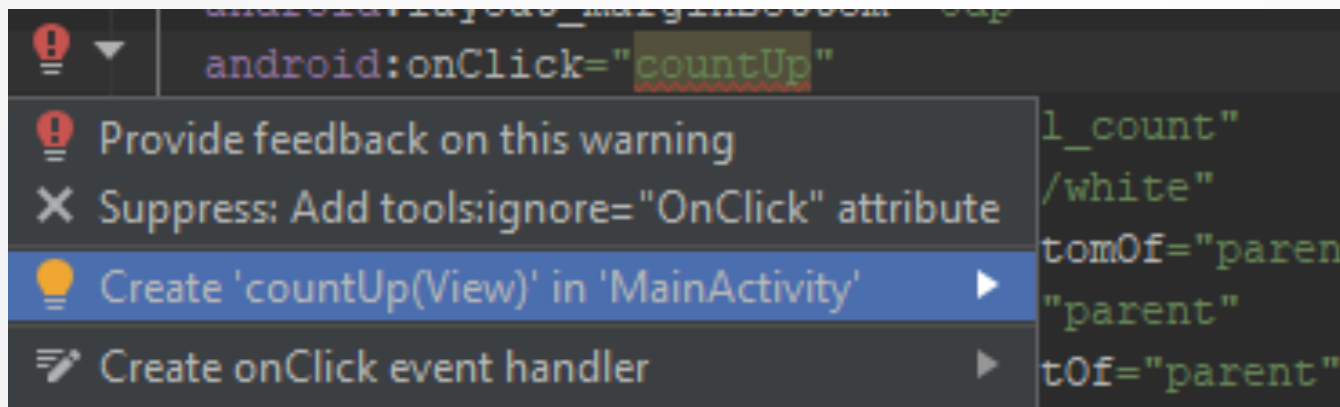 android:onClick="countUp"
Provide feedback on this warning
l_count"
Suppress: Add tools:ignore="OnClick" attribute
/white"
Create 'countUp(View)' in 'MainActivity'
tomOf="paren
"parent"
Create onClick event handler
tOf="parent"